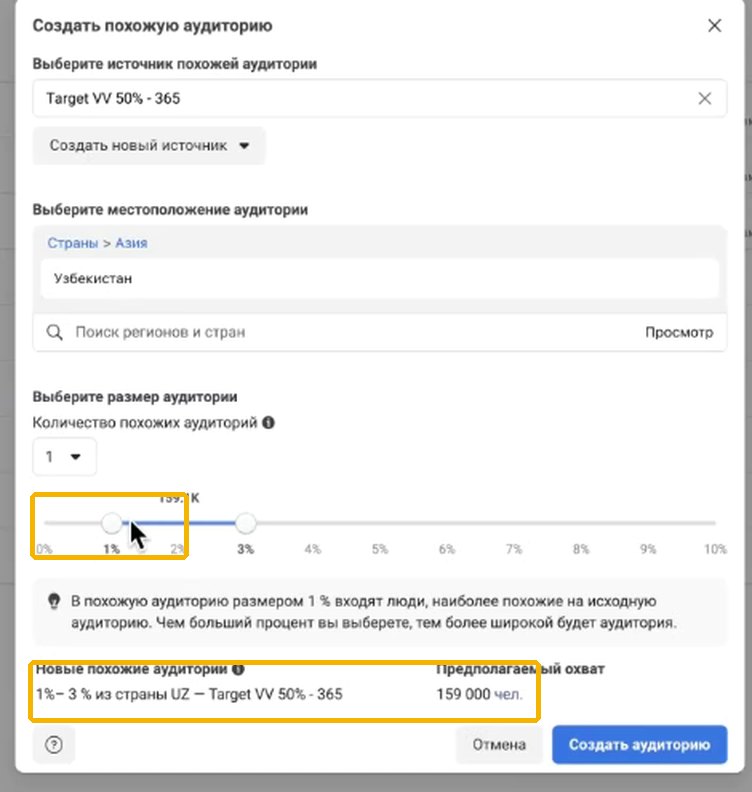 Создать похожую аудиторию
Выберите источник похожей аудитории
Target VV 50% - 365
Создать новый источник
Выберите местоположение аудитории
Страны > Азия
Узбекистан
Поиск регионов и стран
Просмотр
Выберите размер аудитории
Количество похожих аудиторий
1
159.1K
0% 1% 2% 3% 4% 5% 6% 7% 8% 9% 10%
В похожую аудиторию размером 1 % входят люди, наиболее похожие на исходную
аудиторию. Чем больший процент вы выберете, тем более широкой будет аудитория.
Новые похожие аудитории Предполагаемый охват
1%– 3 % из страны UZ — Target VV 50% - 365 159 000 чел.
Отмена Создать аудиторию